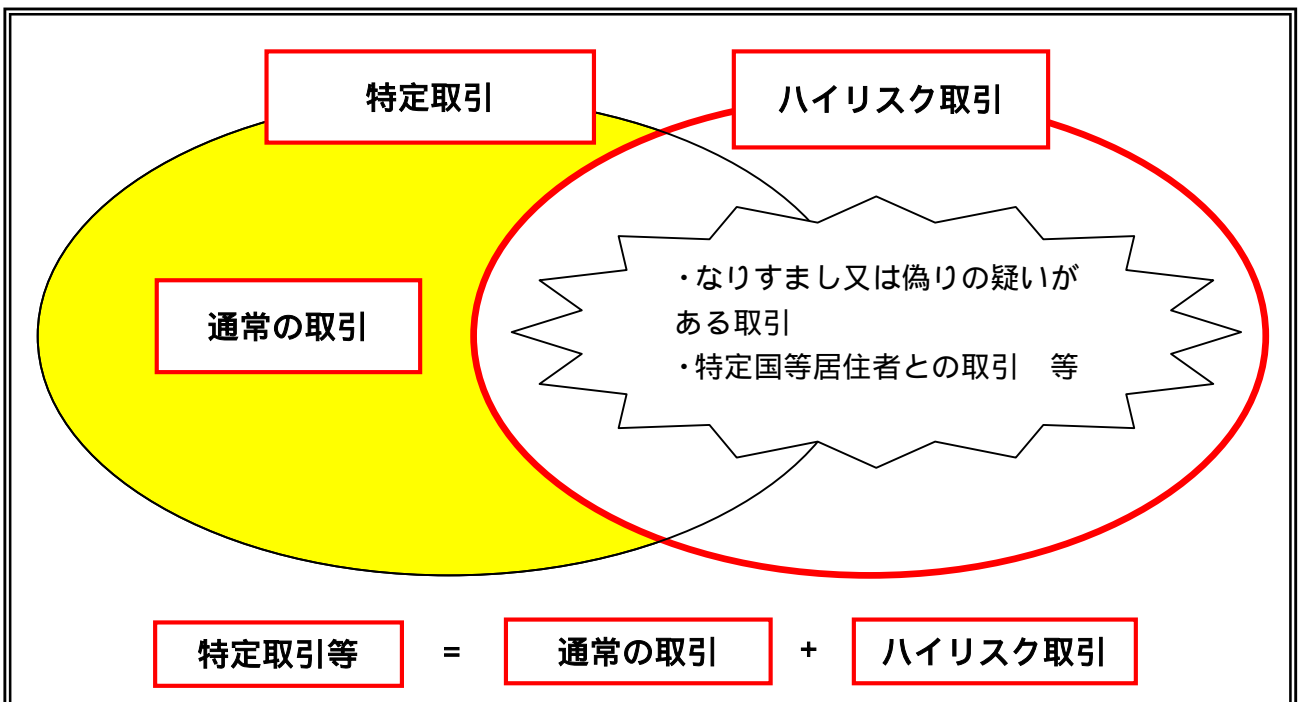 特定取引
ハイリスク取引
通常の取引
・なりすまし又は偽りの疑いが
ある取引
・特定国等居住者との取引　等
特定取引等 = 通常の取引 + ハイリスク取引